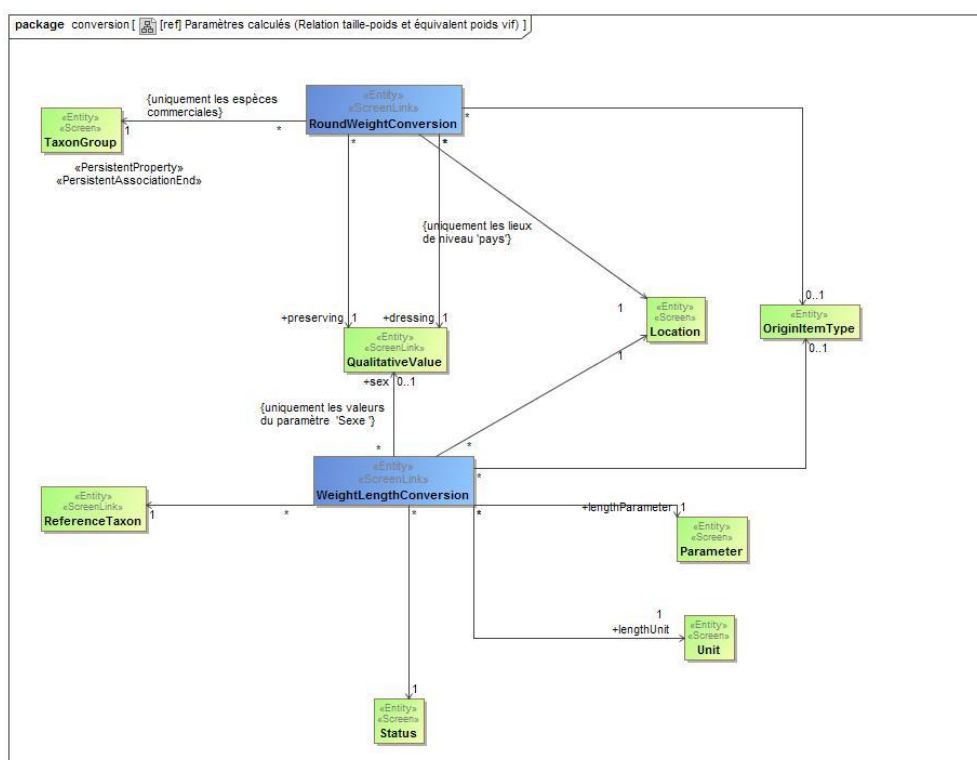 package conversion [ [ref] Paramètres calculés (Relation taille-poids et équivalent poids vif) ]
«Entity»
«ScreenLink»
RoundWeightConversion
{uniquement les espèces
commerciales}
«Entity»
«Screen»
TaxonGroup
1
*
*
*
*
«PersistentProperty»
«PersistentAssociationEnd»
{uniquement les lieux
de niveau 'pays'}
+preserving
1
+dressing
1
1
«Entity»
«Screen»
Location
0..1
«Entity»
OriginItemType
0..1
«Entity»
«ScreenLink»
QualitativeValue
1
+sex
0..1
{uniquement les valeurs
du paramètre 'Sexe '}
*
*
«Entity»
«ScreenLink»
WeightLengthConversion
*
«Entity»
«ScreenLink»
ReferenceTaxon
1
*
*
*
+lengthParameter
1
«Entity»
«Screen»
Parameter
1
+lengthUnit
«Entity»
«Screen»
Unit
1
«Entity»
«Screen»
Status